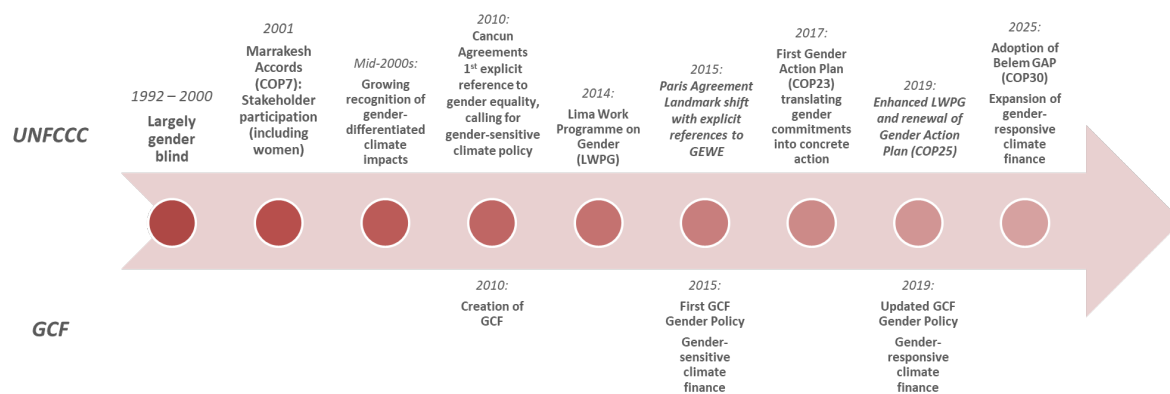 UNFCCC
1992 – 2000
Largely
gender
blind
2001
Marrakesh
Accords
(COP7):
Stakeholder
participation
(including
women)
Mid-2000s:
Growing
recognition of
gender-
differentiated
climate
impacts
2010:
Cancun
Agreements
1st explicit
reference to
gender equality,
calling for
gender-sensitive
climate policy
2014:
Lima Work
Programme on
Gender
(LWPG)
2015:
Paris Agreement
Landmark shift
with explicit
references to
GEWE
2017:
First Gender
Action Plan
(COP23)
translating
gender
commitments
into concrete
action
2019:
Enhanced LWPG
and renewal of
Gender Action
Plan (COP25)
2025:
Adoption of
Belem GAP
(COP30)
Expansion of
gender-
responsive
climate
finance
GCF
2010:
Creation of
GCF
2015:
First GCF
Gender Policy
Gender-
sensitive
climate
finance
2019:
Updated GCF
Gender Policy
Gender-
responsive
climate
finance